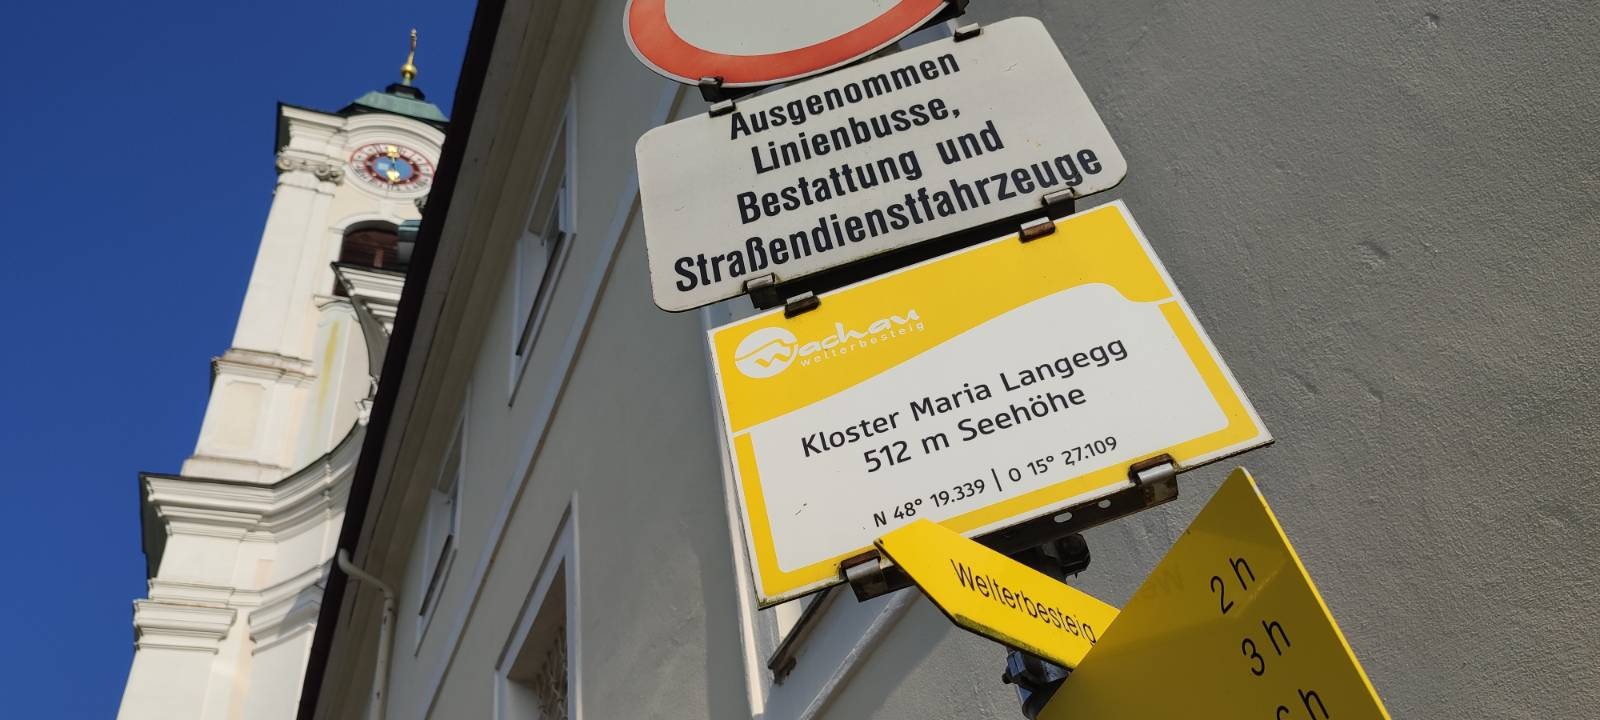 Ausgenommen
Linienbusse,
Bestattung und
Straßendienstfahrzeuge
Wachau
welterbesteig
Kloster Maria Langegg
512 m Seehöhe
N 48° 19.339 | O 15° 27.109
Welterbesteig
2 h
3 h
h